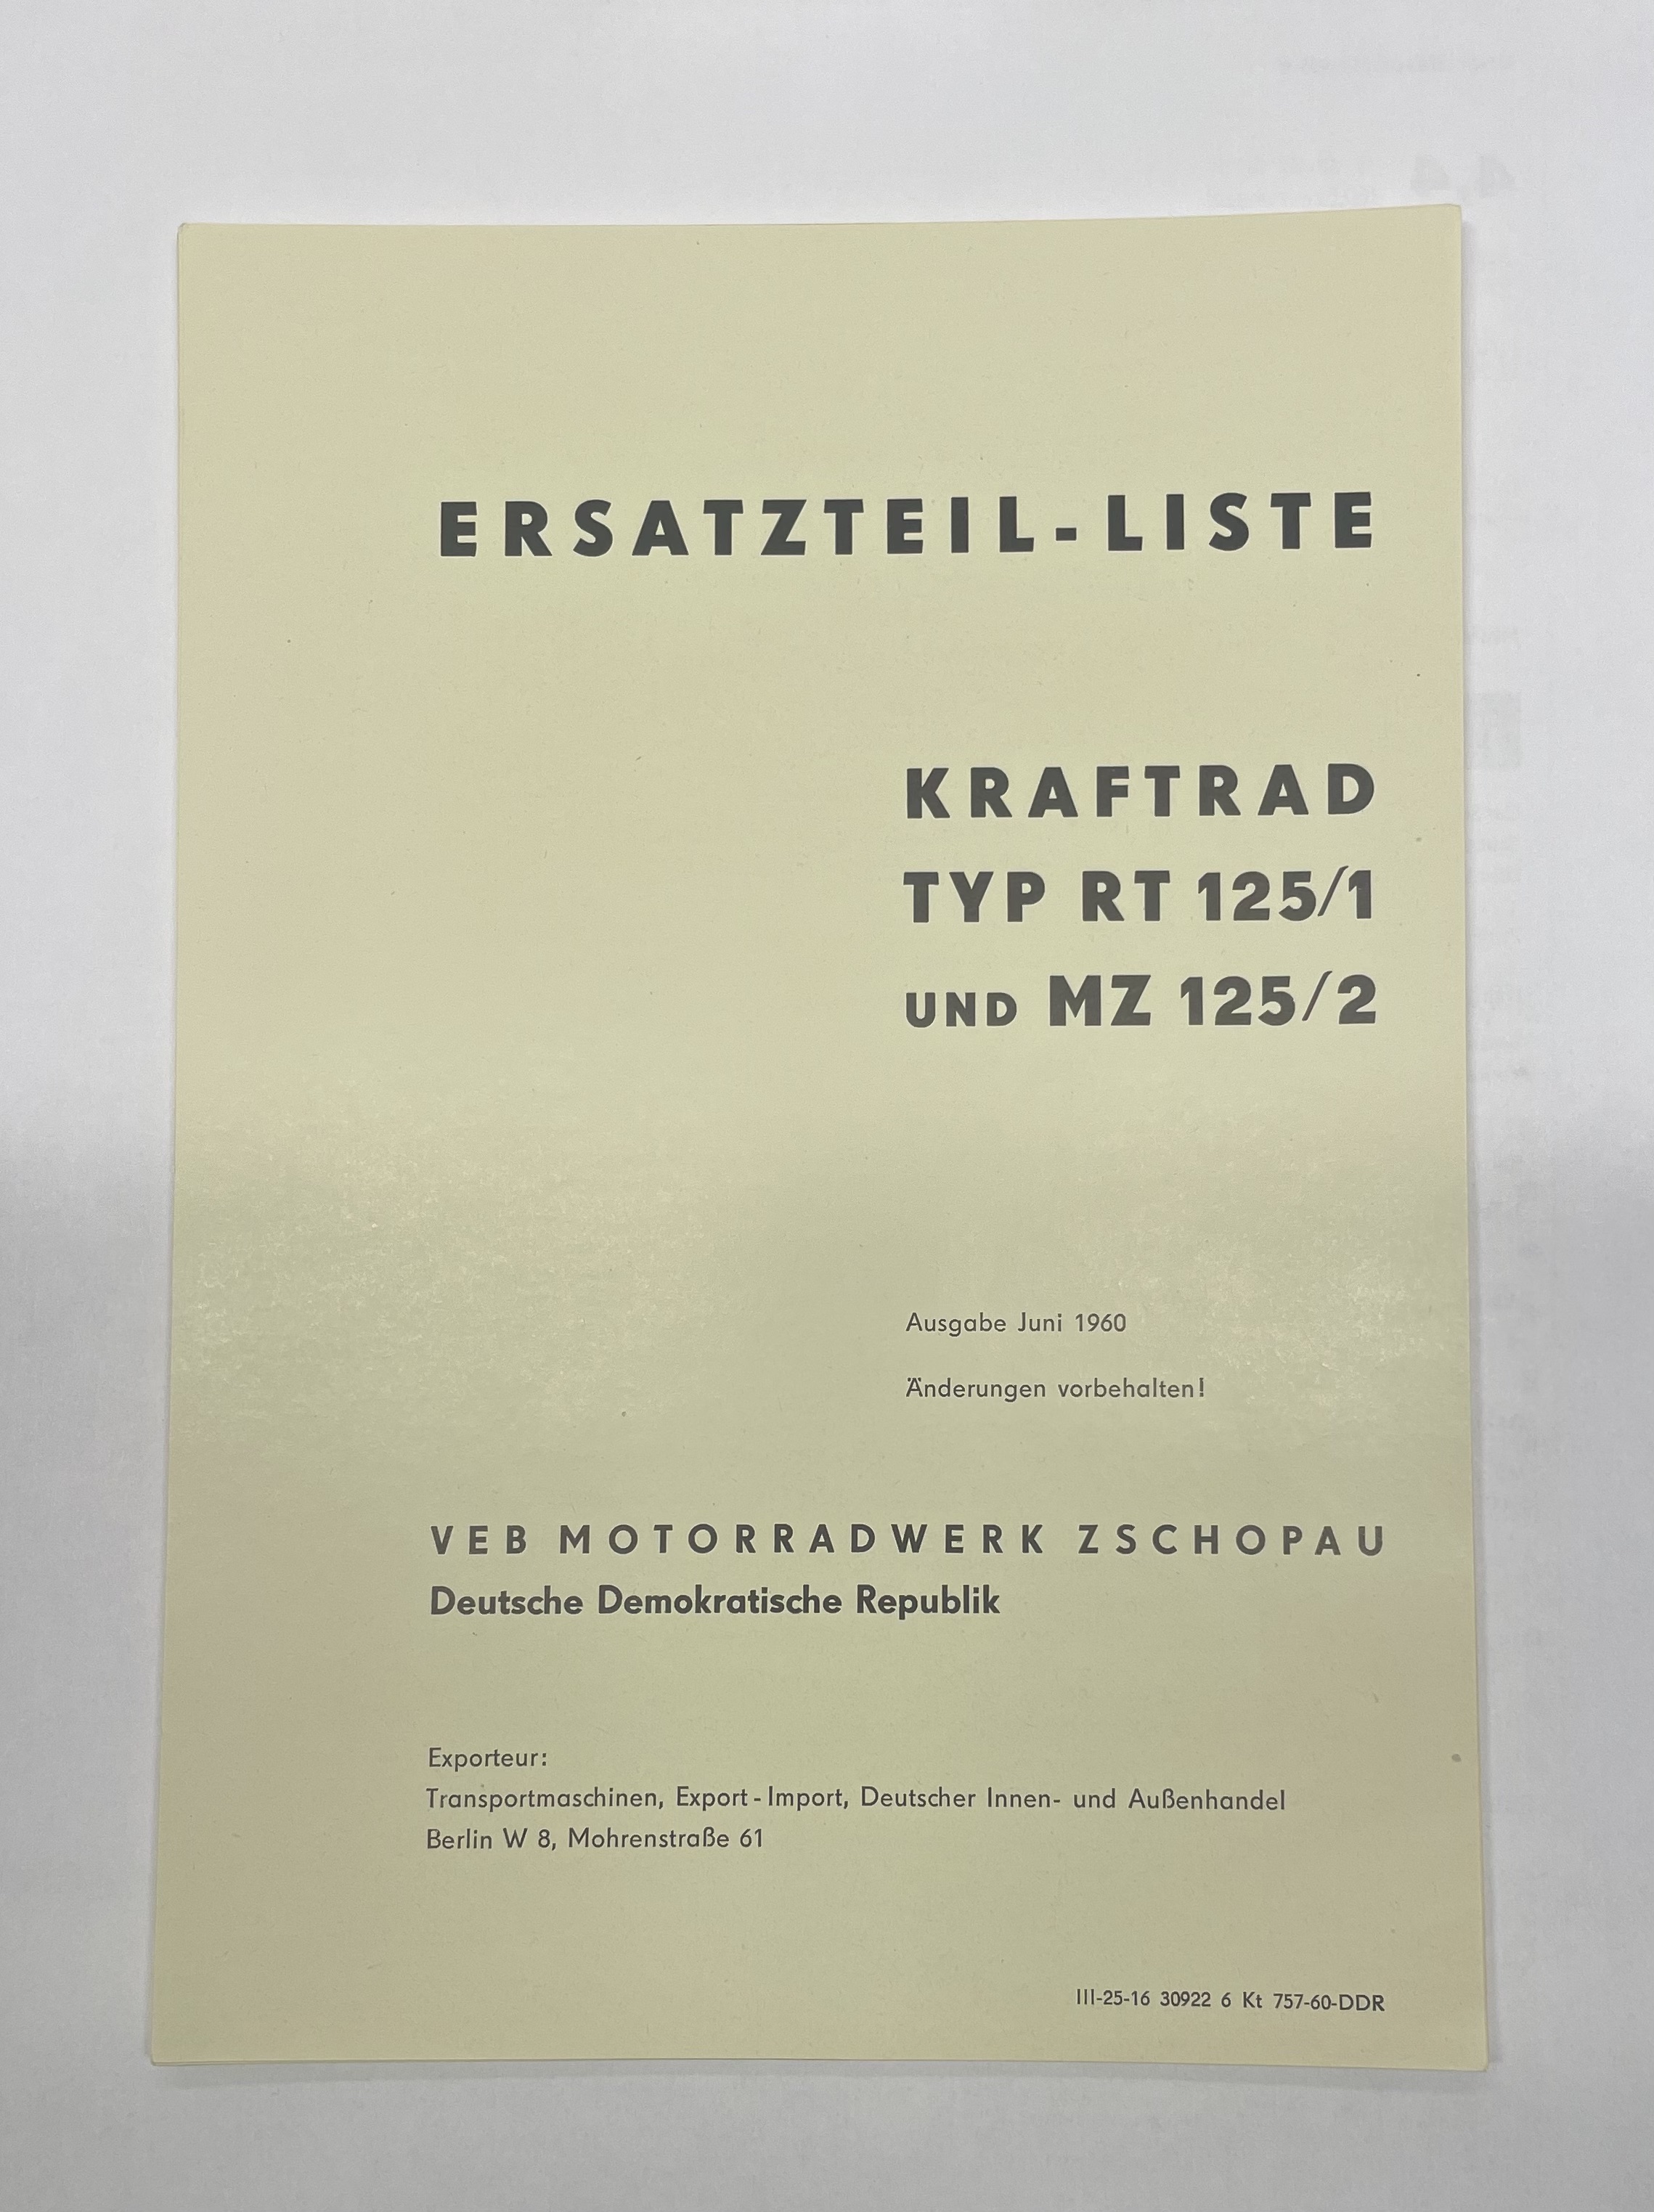 ERSATZTEIL-LISTE
KRAFTRAD
TYP RT 125/1
UND MZ 125/2
Ausgabe Juni 1960
Änderungen vorbehalten!
VEB MOTORRADWERK ZSCHOPAU
Deutsche Demokratische Republik
Exporteur:
Transportmaschinen, Export-Import, Deutscher Innen- und Außenhandel
Berlin W 8, Mohrenstraße 61
III-25-16 30922 6 Kt 757-60-DDR